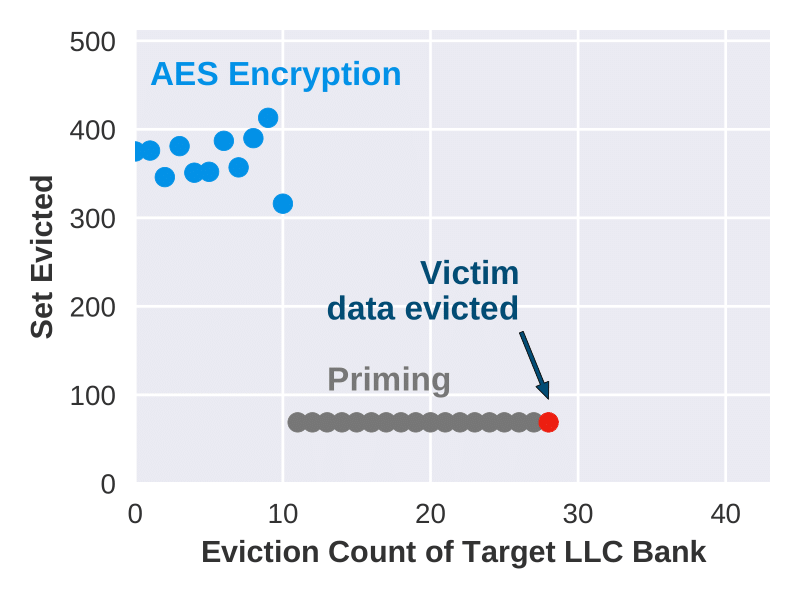 500
AES Encryption
400
300
Set Evicted
Victim
data evicted
200
Priming
100
0
0 10 20 30 40
Eviction Count of Target LLC Bank